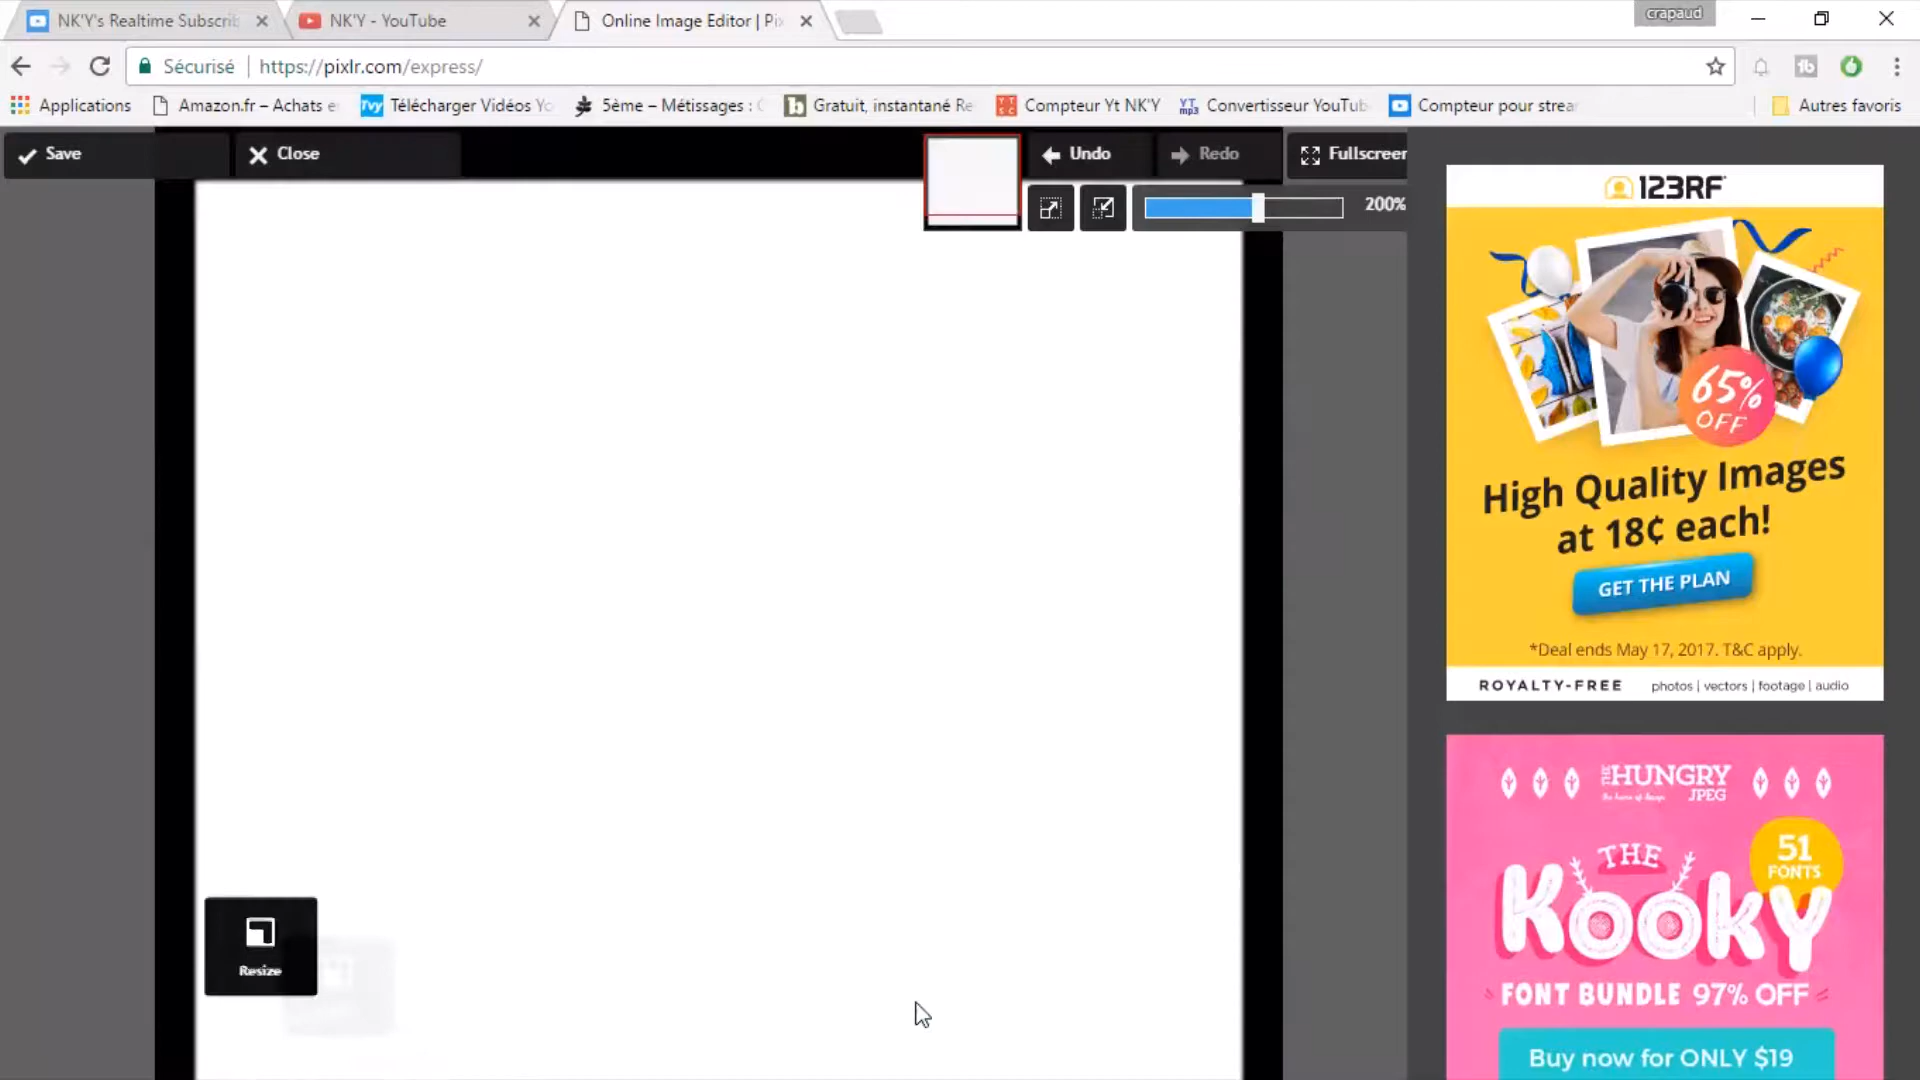 NK'Y's Realtime Subscrib
NK'Y - YouTube
Online Image Editor | Pi
crapaud
Sécurisé
https://pixlr.com/express/
Applications
Amazon.fr – Achats e
Tvy Télécharger Vidéos Yo
5ème – Métissages :
b Gratuit, instantané Re
Compteur Yt NK'Y
YT mp3 Convertisseur YouTub
Compteur pour strea
Autres favoris
Save
Close
Undo
Redo
Fullscreen
200%
123RF
65%
OFF
High Quality Images
at 18¢ each!
GET THE PLAN
*Deal ends May 17, 2017. T&C apply.
ROYALTY-FREE photos | vectors | footage | audio
THE HUNGRY
JPEG
51
FONTS
THE
Kooky
FONT BUNDLE 97% OFF
Buy now for ONLY $19
Resize